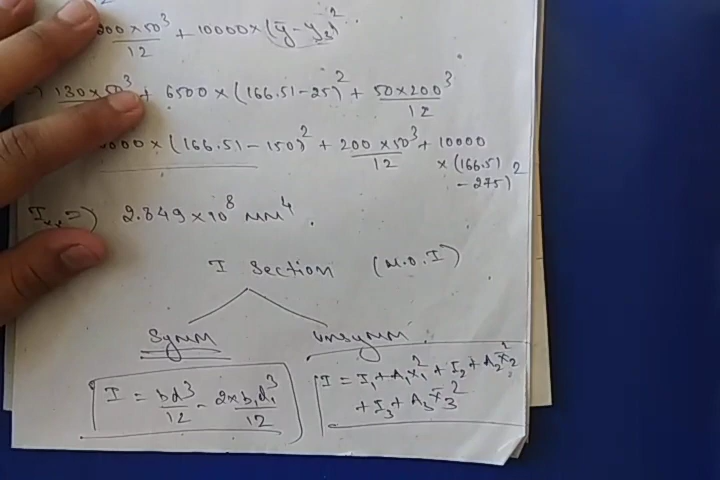 200×50³/12 + 10000×(ȳ-y₃)².
130×50³ + 6500×(166.51-25)² + 50×200³/12
000×(166.51-150)² + 200×50³/12 + 10000
×(166.51
-275)²
Iₓₓ=) 2.849×10⁸ mm⁴.
I Section (M.O.I)
Symm unsymm.
I = bd³/12 - 2×b₁d₁³/12
I = I₁+A₁x̄₁²+I₂+A₂x̄₂²
+I₃+A₃x̄₃²